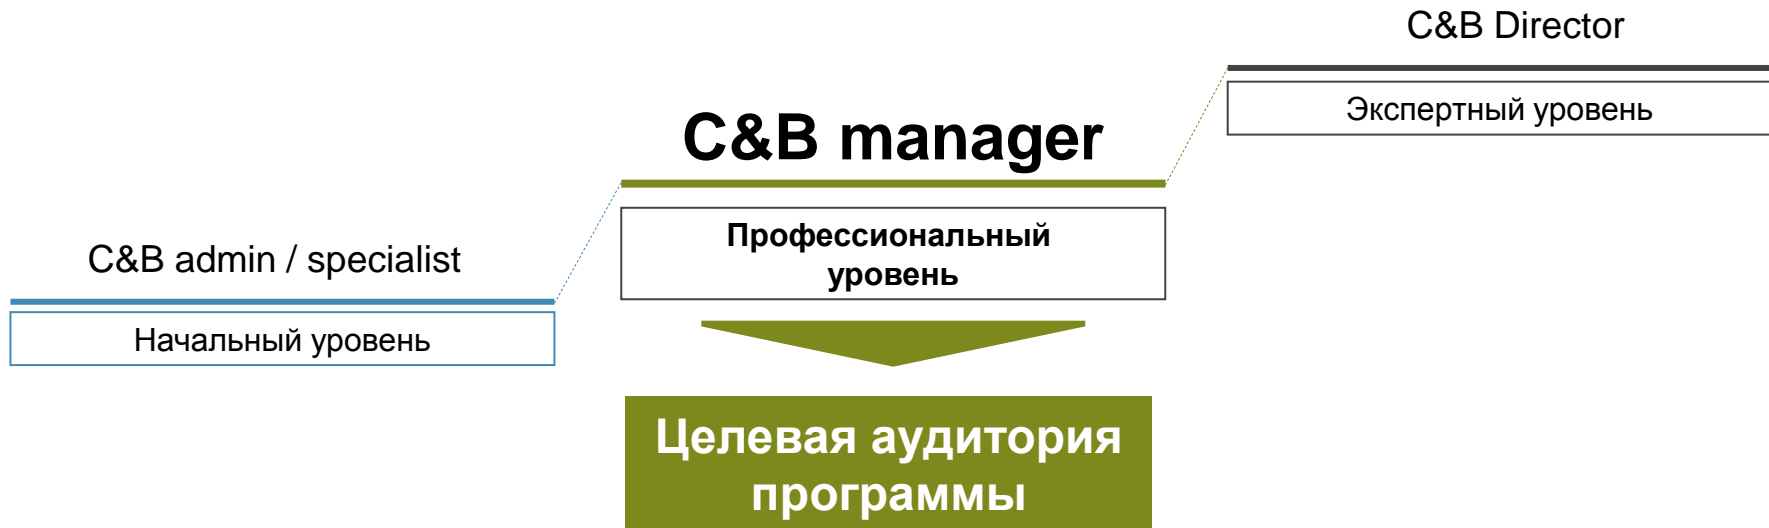 C&B Director
Экспертный уровень
C&B manager
Профессиональный
уровень
C&B admin / specialist
Начальный уровень
Целевая аудитория
программы